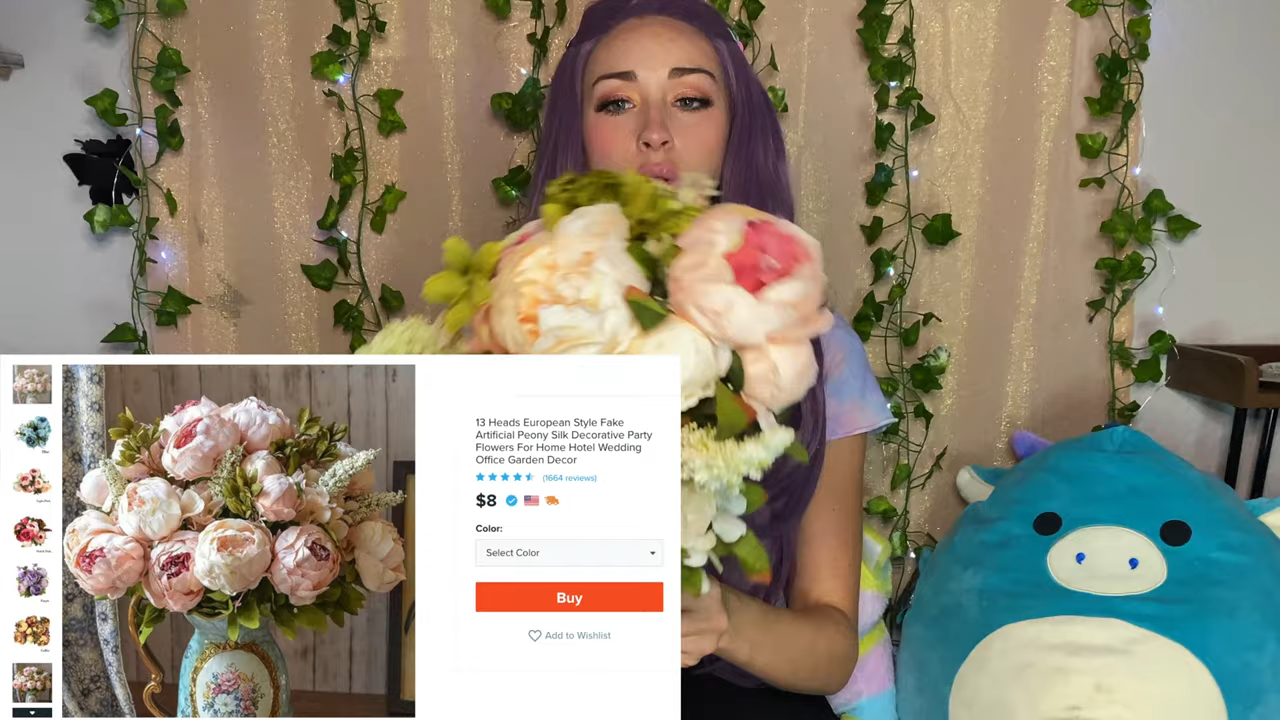 13 Heads European Style Fake
Artificial Peony Silk Decorative Party
Flowers For Home Hotel Wedding
Office Garden Decor
(1664 reviews)
$8
Color:
Select Color
Buy
Add to Wishlist